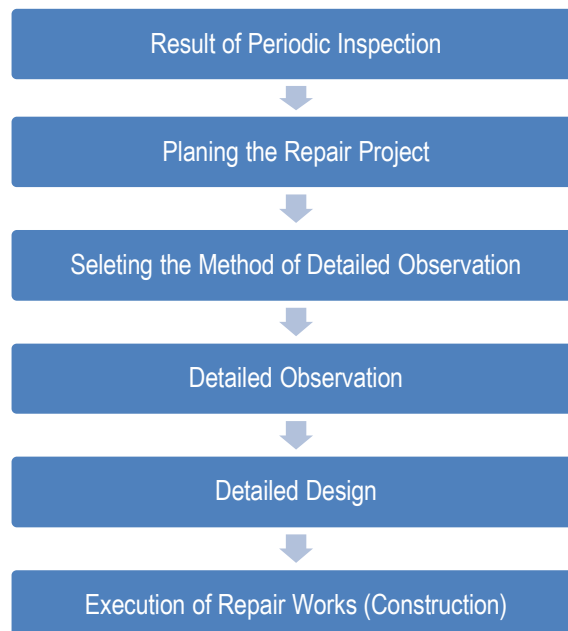 Result of Periodic Inspection
Planing the Repair Project
Seleting the Method of Detailed Observation
Detailed Observation
Detailed Design
Execution of Repair Works (Construction)